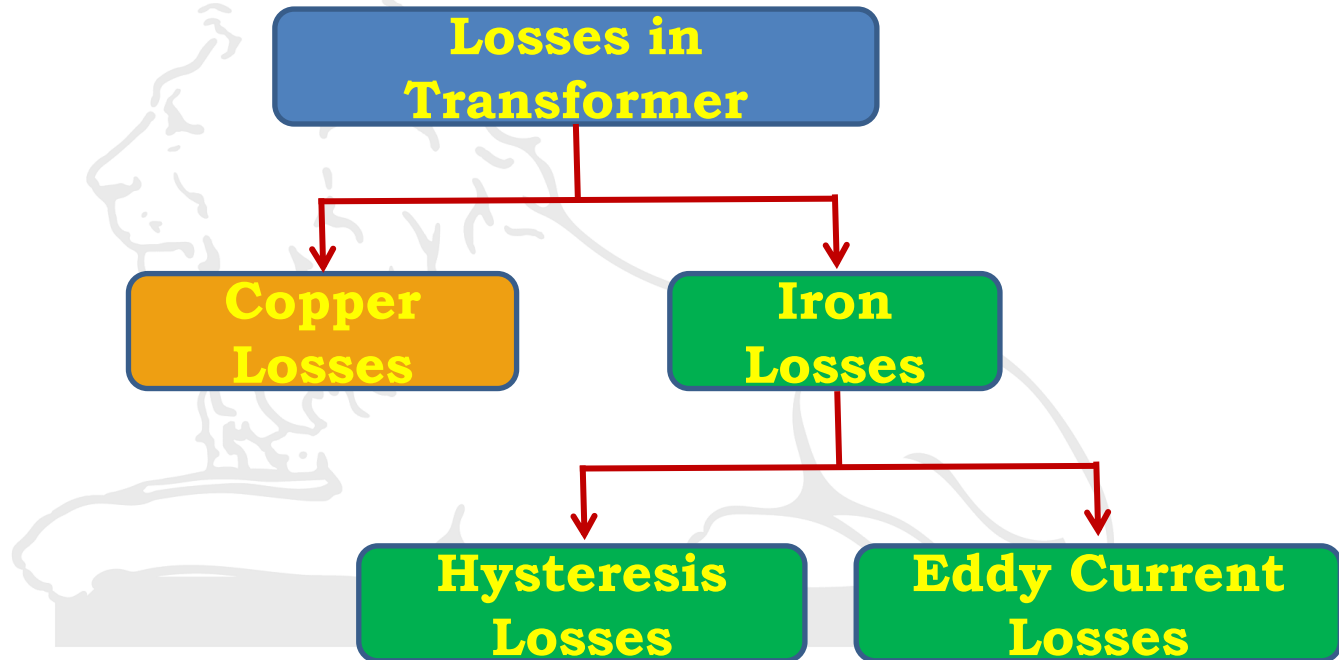 Losses in
Transformer
Copper
Losses
Iron
Losses
Hysteresis
Losses
Eddy Current
Losses